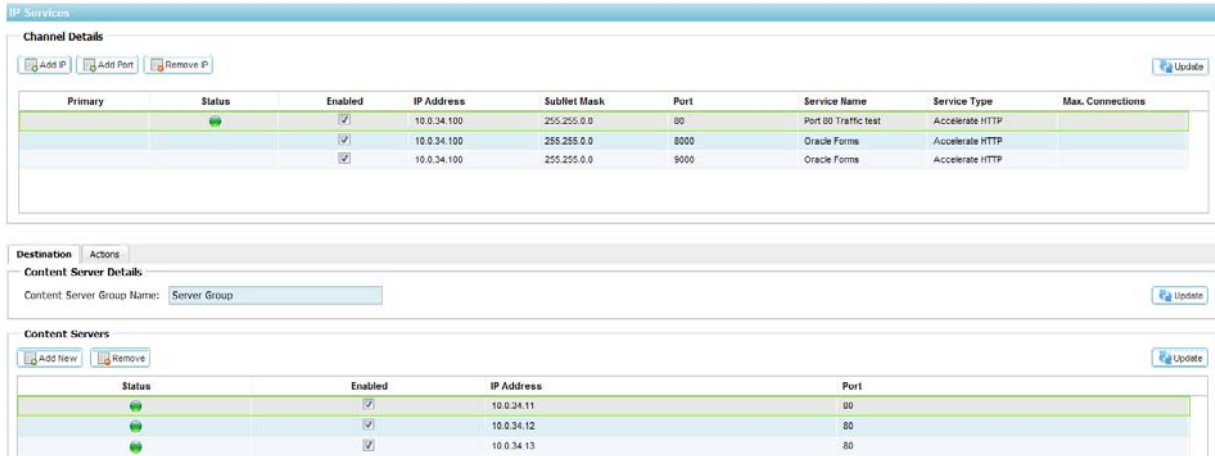 IP Services
Channel Details
Add IP Add Port Remove IP Update
Primary Status Enabled IP Address SubNet Mask Port Service Name Service Type Max. Connections
10.0.34.100 255.255.0.0 80 Port 80 Traffic test Accelerate HTTP
10.0.34.100 255.255.0.0 8000 Oracle Forms Accelerate HTTP
10.0.34.100 255.255.0.0 9000 Oracle Forms Accelerate HTTP
Destination Actions
Content Server Details
Content Server Group Name: Server Group Update
Content Servers
Add New Remove Update
Status Enabled IP Address Port
10.0.34.11 80
10.0.34.12 80
10.0.34.13 80